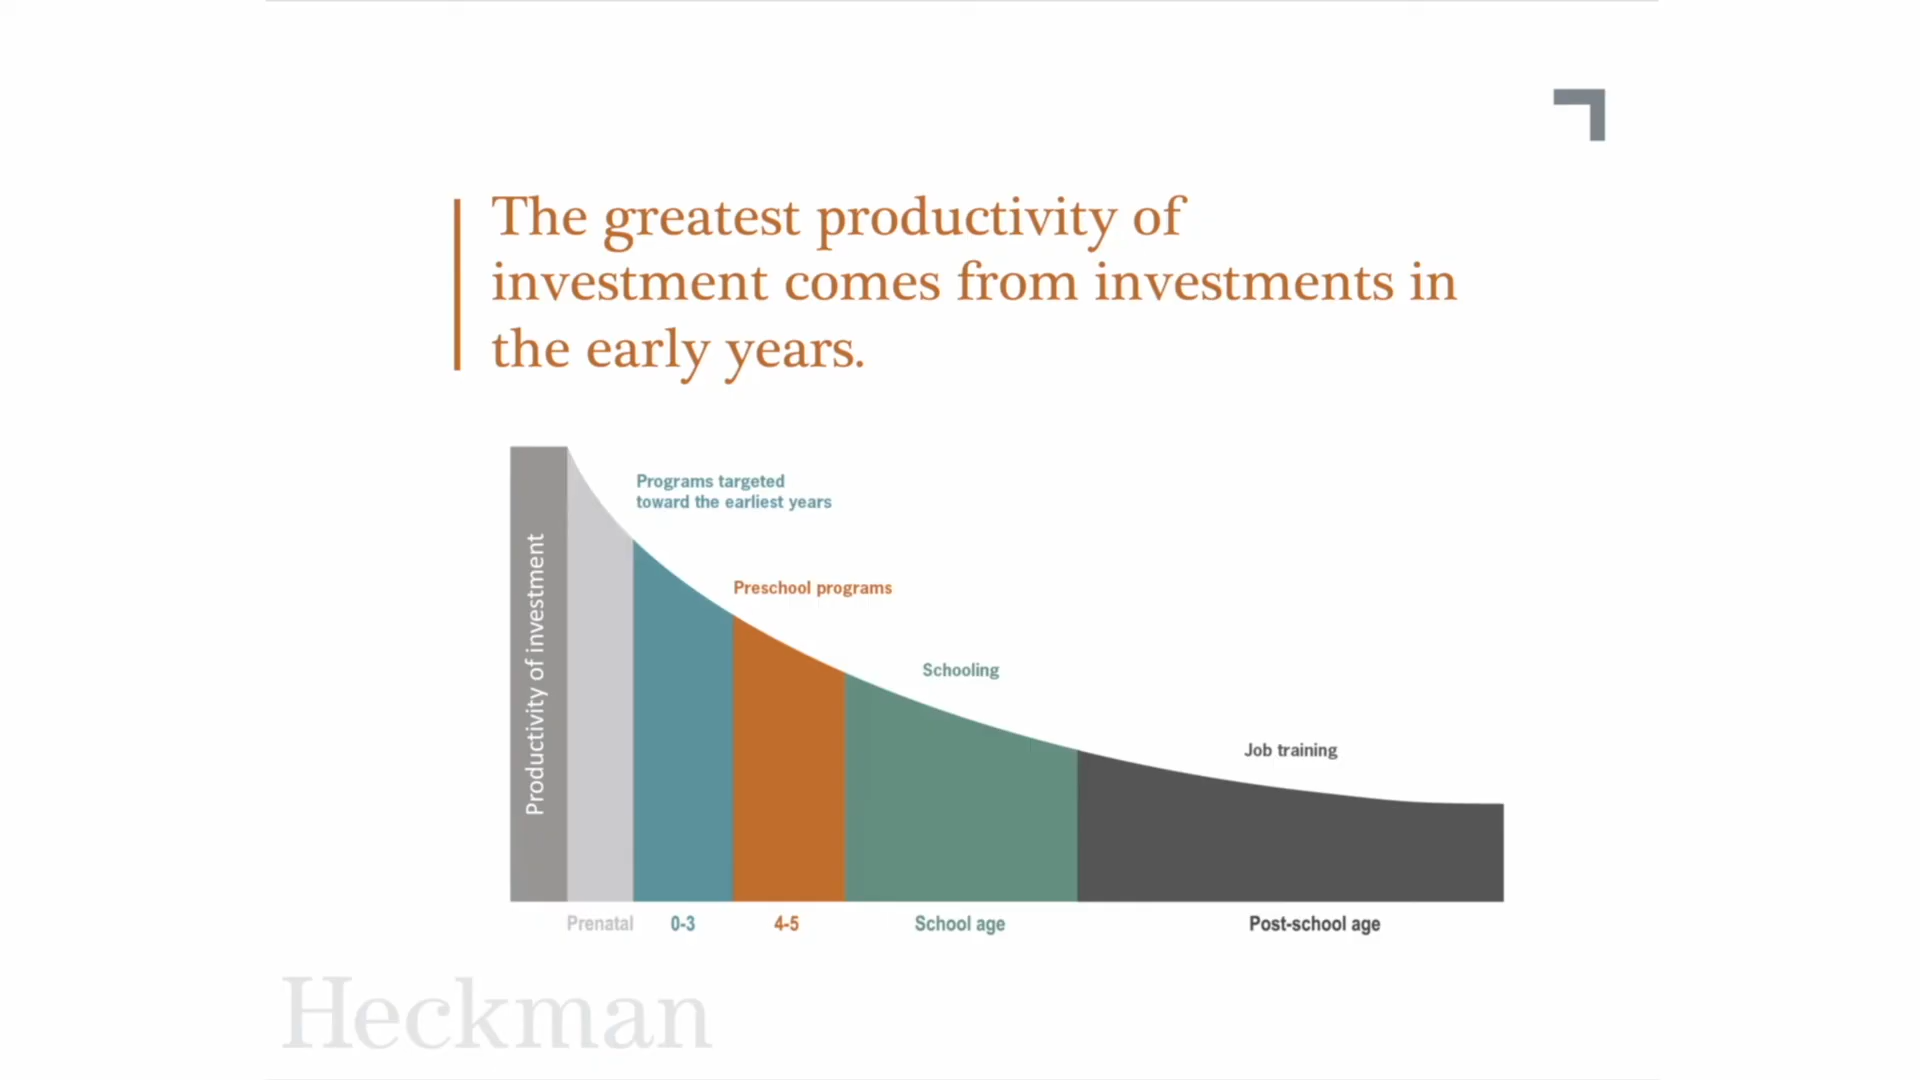 The greatest productivity of
investment comes from investments in
the early years.
Productivity of investment
Programs targeted
toward the earliest years
Preschool programs
Schooling
Job training
Prenatal 0-3 4-5 School age Post-school age
Heckman